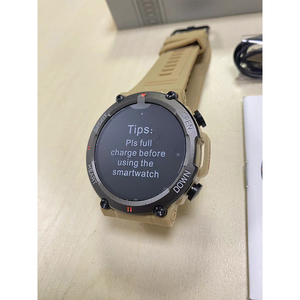 Tips:
Pls full
charge before
using the
smartwatch
DOWN